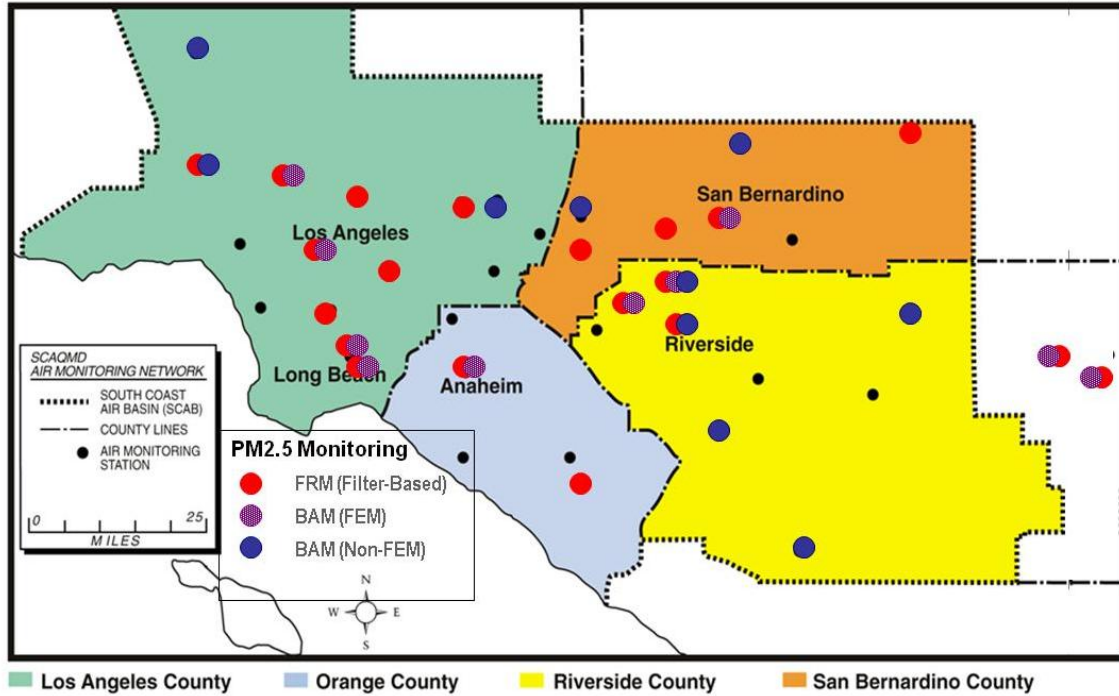 San Bernardino
Los Angeles
Riverside
Long Beach
Anaheim
SCAQMD
AIR MONITORING NETWORK
SOUTH COAST
AIR BASIN (SCAB)
COUNTY LINES
AIR MONITORING
STATION
0 25
MILES
PM2.5 Monitoring
FRM (Filter-Based)
BAM (FEM)
BAM (Non-FEM)
N
W E
S
Los Angeles County Orange County Riverside County San Bernardino County